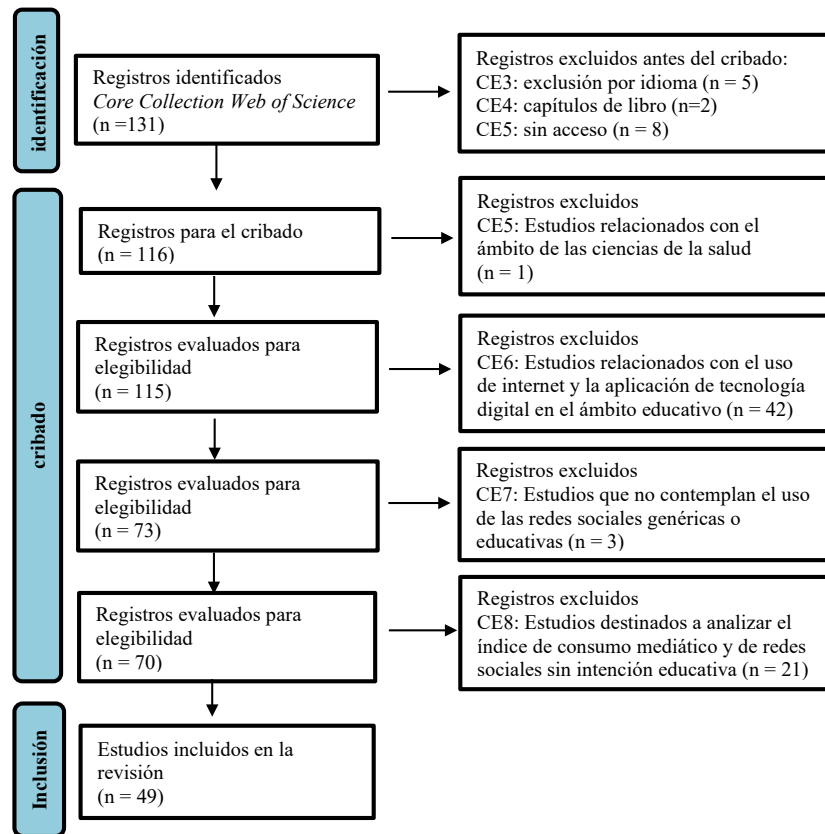 identificación
Registros identificados
Core Collection Web of Science
(n =131)
Registros excluidos antes del cribado:
CE3: exclusión por idioma (n = 5)
CE4: capítulos de libro (n=2)
CE5: sin acceso (n = 8)
cribado
Registros para el cribado
(n = 116)
Registros excluidos
CE5: Estudios relacionados con el
ámbito de las ciencias de la salud
(n = 1)
Registros evaluados para
elegibilidad
(n = 115)
Registros excluidos
CE6: Estudios relacionados con el uso
de internet y la aplicación de tecnología
digital en el ámbito educativo (n = 42)
Registros evaluados para
elegibilidad
(n = 73)
Registros excluidos
CE7: Estudios que no contemplan el uso
de las redes sociales genéricas o
educativas (n = 3)
Registros evaluados para
elegibilidad
(n = 70)
Registros excluidos
CE8: Estudios destinados a analizar el
índice de consumo mediático y de redes
sociales sin intención educativa (n = 21)
Inclusión
Estudios incluidos en la
revisión
(n = 49)